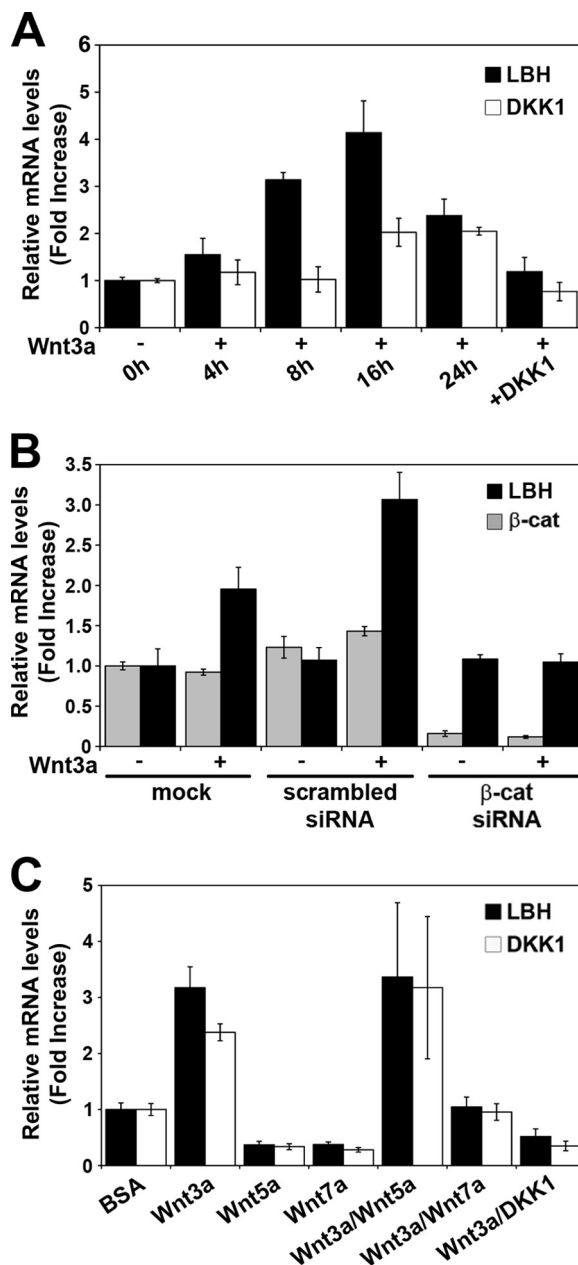 A
Relative mRNA levels
(Fold Increase)
6
5
4
3
2
1
0
LBH
DKK1
Wnt3a - + + + + +
0h 4h 8h 16h 24h +DKK1
B
Relative mRNA levels
(Fold Increase)
3.5
3.0
2.5
2.0
1.5
1.0
0.5
0
LBH
β-cat
Wnt3a - + - + - +
mock scrambled β-cat
siRNA siRNA
C
Relative mRNA levels
(Fold Increase)
5
4
3
2
1
0
LBH
DKK1
BSA Wnt3a Wnt5a Wnt7a Wnt3a/Wnt5a Wnt3a/Wnt7a Wnt3a/DKK1